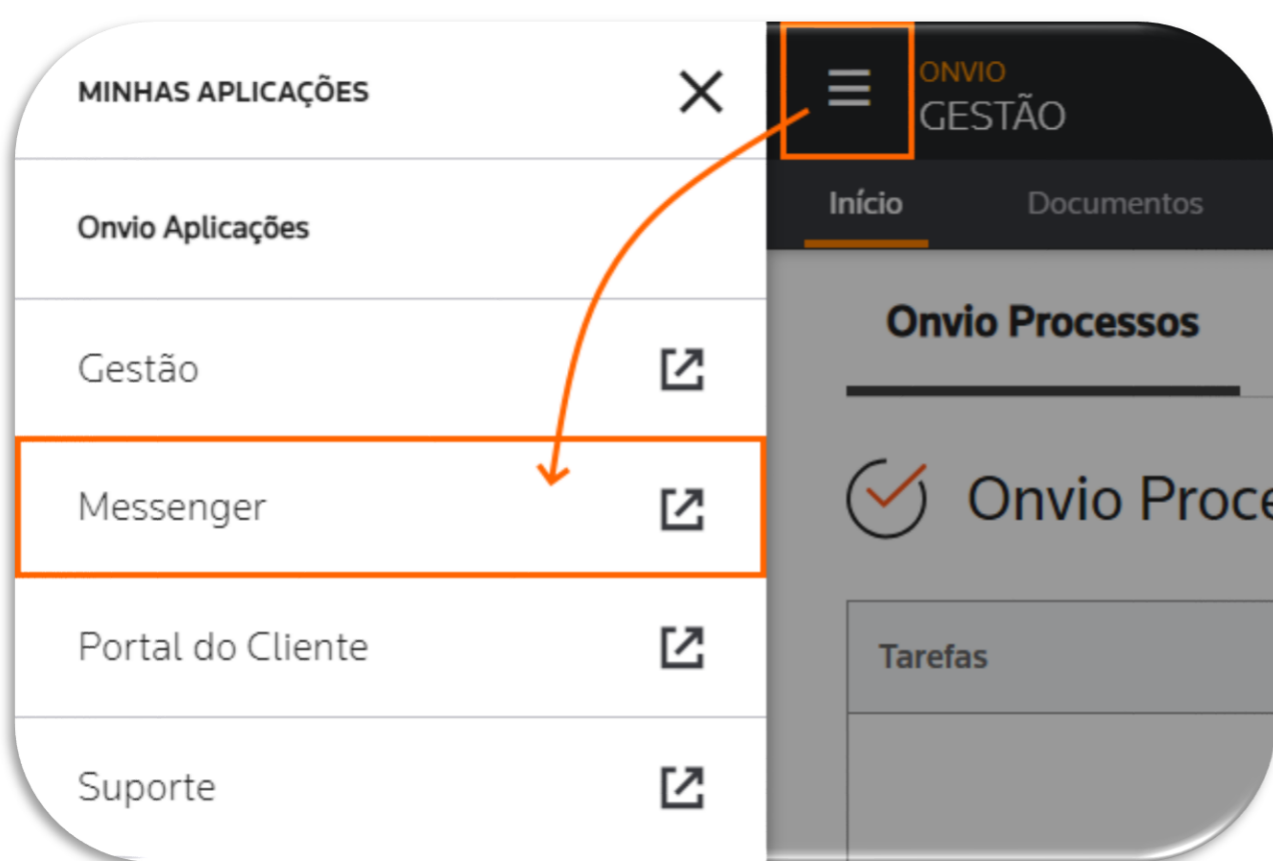 MINHAS APLICAÇÕES
Onvio Aplicações
Gestão
Messenger
Portal do Cliente
Suporte
ONVIO
GESTÃO
Início
Documentos
Onvio Processos
Onvio Proce
Tarefas